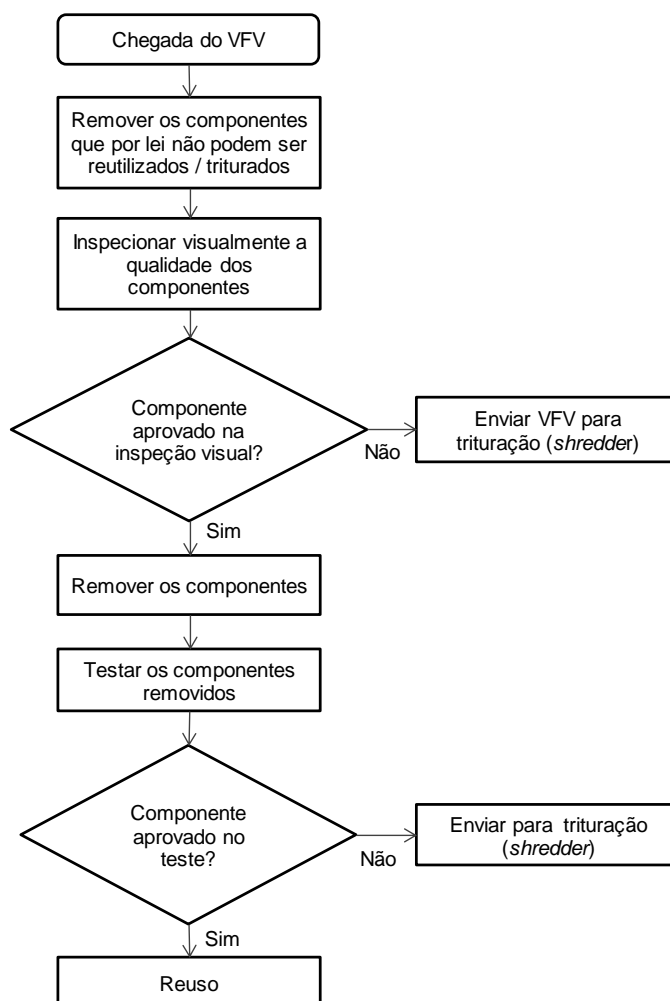 Chegada do VFV
Remover os componentes
que por lei não podem ser
reutilizados / triturados
Inspecionar visualmente a
qualidade dos
componentes
Componente
aprovado na
inspeção visual?
Não
Enviar VFV para
trituração (shredder)
Sim
Remover os componentes
Testar os componentes
removidos
Componente
aprovado no
teste?
Não
Enviar para trituração
(shredder)
Sim
Reuso